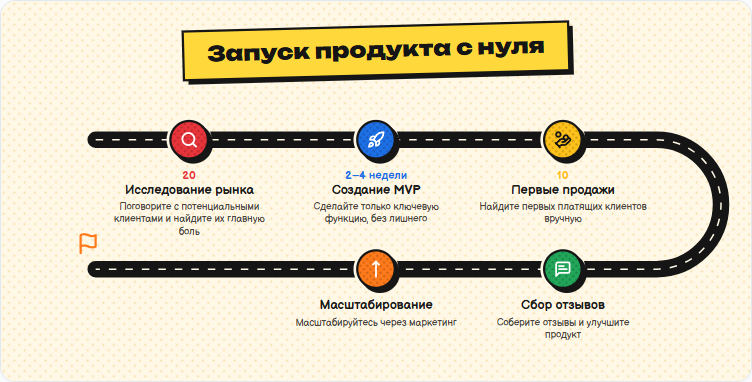 Запуск продукта с нуля
20
Исследование рынка
Поговорите с потенциальными
клиентами и найдите их главную
боль
2–4 недели
Создание MVP
Сделайте только ключевую
функцию, без лишнего
10
Первые продажи
Найдите первых платящих клиентов
вручную
Сбор отзывов
Соберите отзывы и улучшите
продукт
Масштабирование
Масштабируйтесь через маркетинг